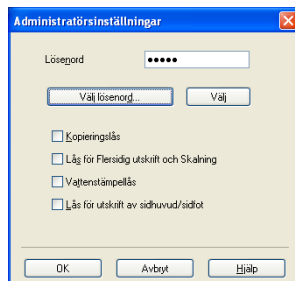 Administratörsinställningar
Lösenord
•••••
Välj lösenord...
Välj
Kopieringslås
Lås för Flersidig utskrift och Skalning
Vattenstämpellås
Lås för utskrift av sidhuvud/sidfot
OK
Avbryt
Hjälp